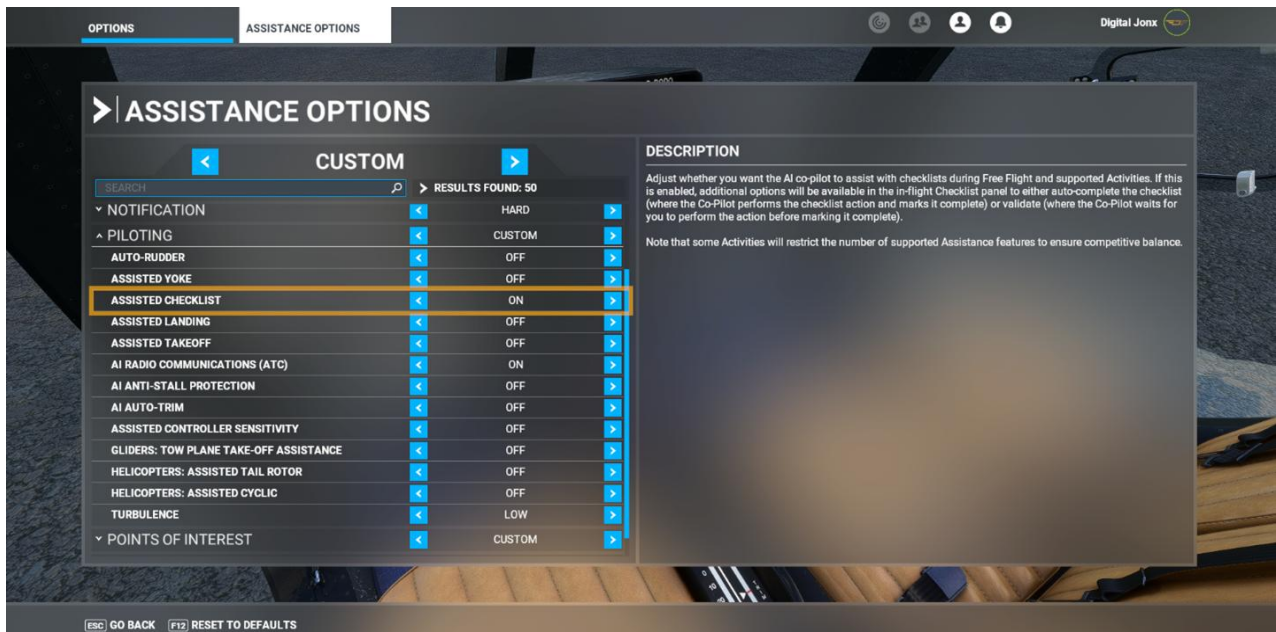 OPTIONS
ASSISTANCE OPTIONS
Digital Jonx
ASSISTANCE OPTIONS
CUSTOM
SEARCH
RESULTS FOUND: 50
NOTIFICATION HARD
PILOTING CUSTOM
AUTO-RUDDER OFF
ASSISTED YOKE OFF
ASSISTED CHECKLIST ON
ASSISTED LANDING OFF
ASSISTED TAKEOFF OFF
AI RADIO COMMUNICATIONS (ATC) ON
AI ANTI-STALL PROTECTION OFF
AI AUTO-TRIM OFF
ASSISTED CONTROLLER SENSITIVITY OFF
GLIDERS: TOW PLANE TAKE-OFF ASSISTANCE OFF
HELICOPTERS: ASSISTED TAIL ROTOR OFF
HELICOPTERS: ASSISTED CYCLIC OFF
TURBULENCE LOW
POINTS OF INTEREST CUSTOM
DESCRIPTION
Adjust whether you want the AI co-pilot to assist with checklists during Free Flight and supported Activities. If this
is enabled, additional options will be available in the in-flight Checklist panel to either auto-complete the checklist
(where the Co-Pilot performs the checklist action and marks it complete) or validate (where the Co-Pilot waits for
you to perform the action before marking it complete).
Note that some Activities will restrict the number of supported Assistance features to ensure competitive balance.
ESC GO BACK F12 RESET TO DEFAULTS